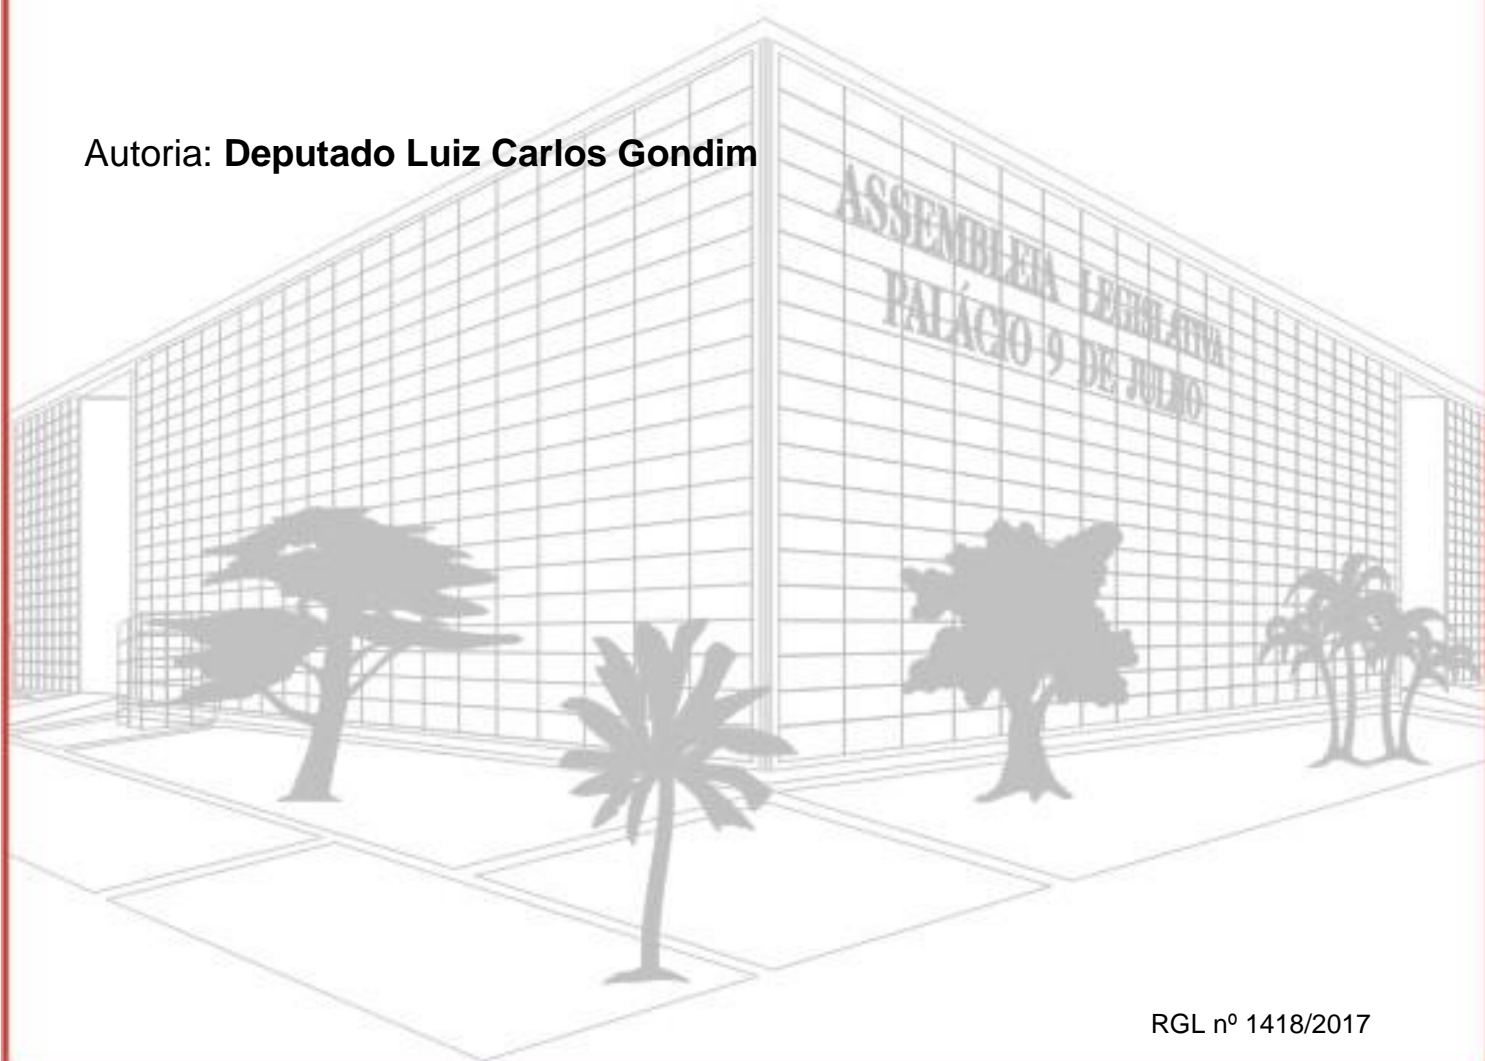 Autoria: Deputado Luiz Carlos Gondim
ASSEMBLEIA LEGISLATIVA
PALÁCIO 9 DE JULHO
RGL nº 1418/2017